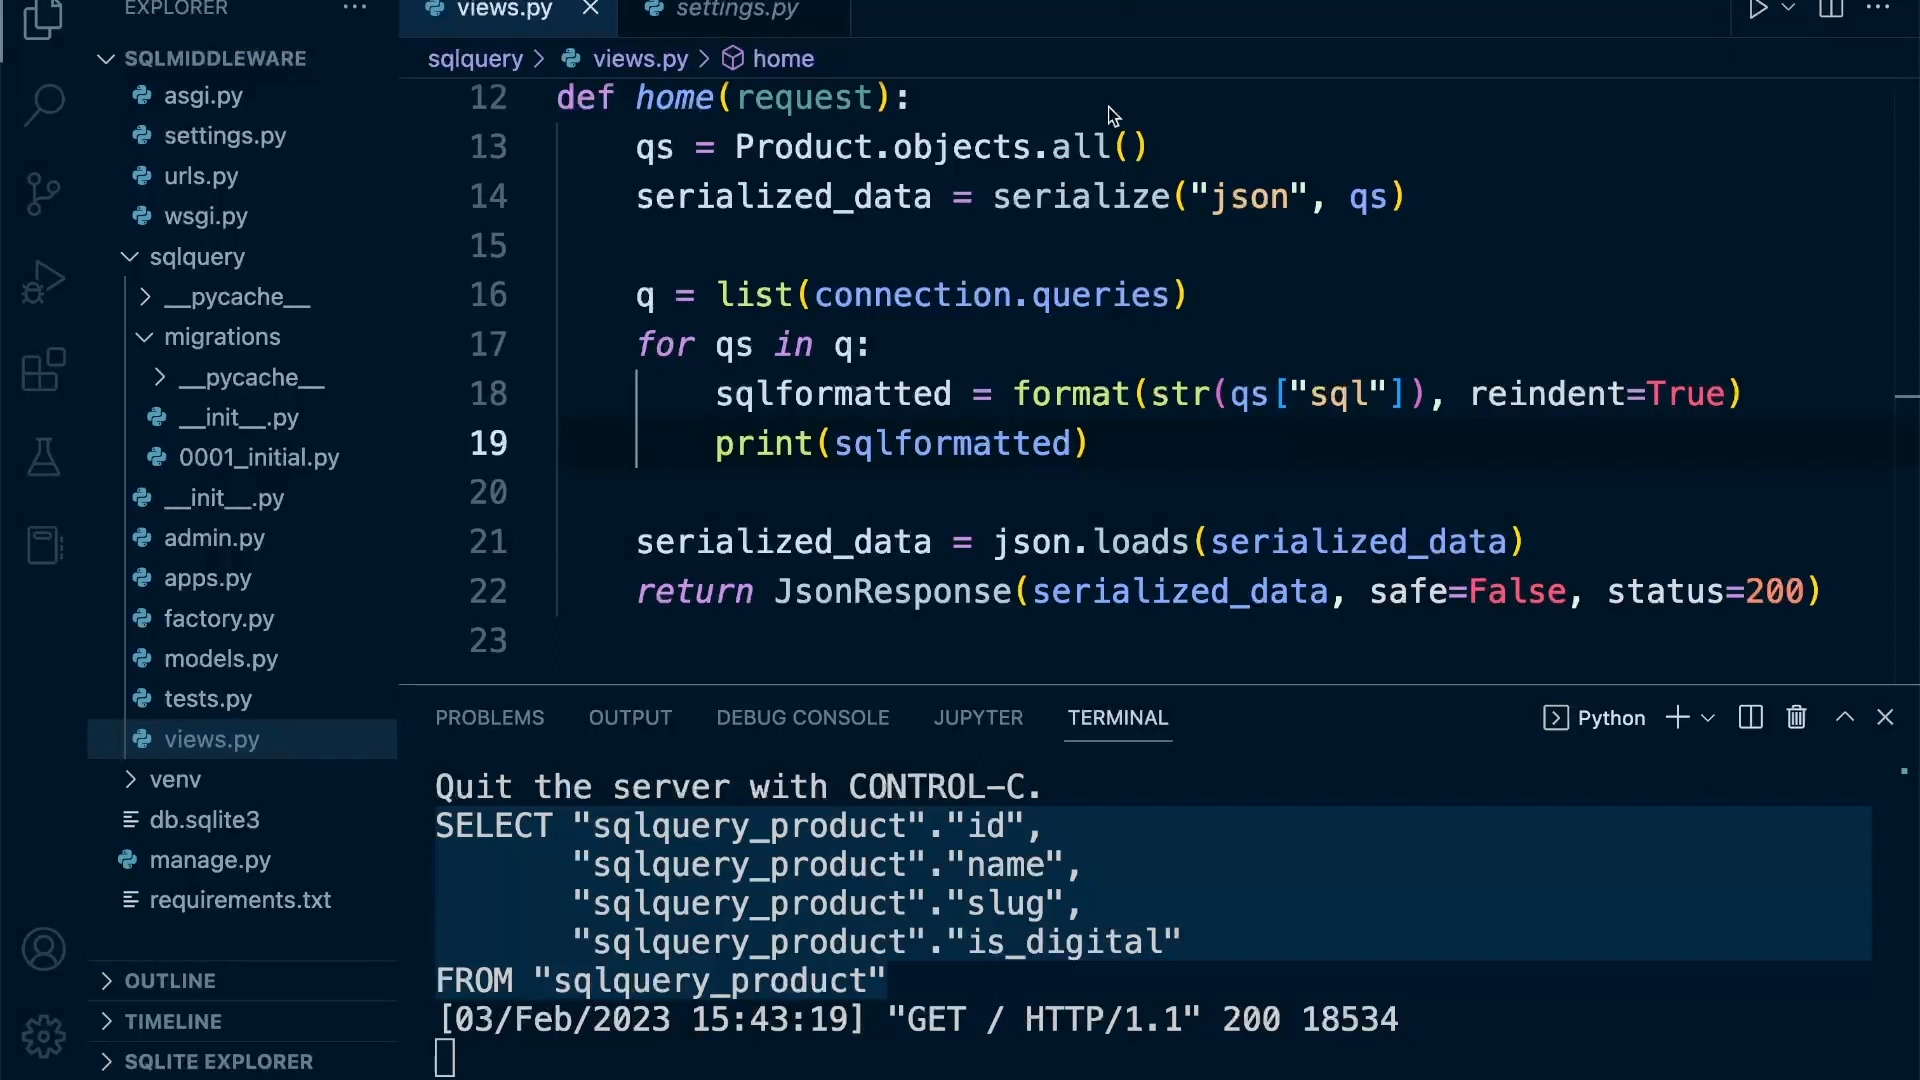 EXPLORER
SQLMIDDLEWARE
asgi.py
settings.py
urls.py
wsgi.py
sqlquery
__pycache__
migrations
__pycache__
__init__.py
0001_initial.py
__init__.py
admin.py
apps.py
factory.py
models.py
tests.py
views.py
venv
db.sqlite3
manage.py
requirements.txt
OUTLINE
TIMELINE
SQLITE EXPLORER
views.py
settings.py
sqlquery > views.py > home
12 def home(request):
13 qs = Product.objects.all()
14 serialized_data = serialize("json", qs)
15
16 q = list(connection.queries)
17 for qs in q:
18 sqlformatted = format(str(qs["sql"]), reindent=True)
19 print(sqlformatted)
20
21 serialized_data = json.loads(serialized_data)
22 return JsonResponse(serialized_data, safe=False, status=200)
23
PROBLEMS OUTPUT DEBUG CONSOLE JUPYTER TERMINAL Python
Quit the server with CONTROL-C.
SELECT "sqlquery_product"."id",
"sqlquery_product"."name",
"sqlquery_product"."slug",
"sqlquery_product"."is_digital"
FROM "sqlquery_product"
[03/Feb/2023 15:43:19] "GET / HTTP/1.1" 200 18534